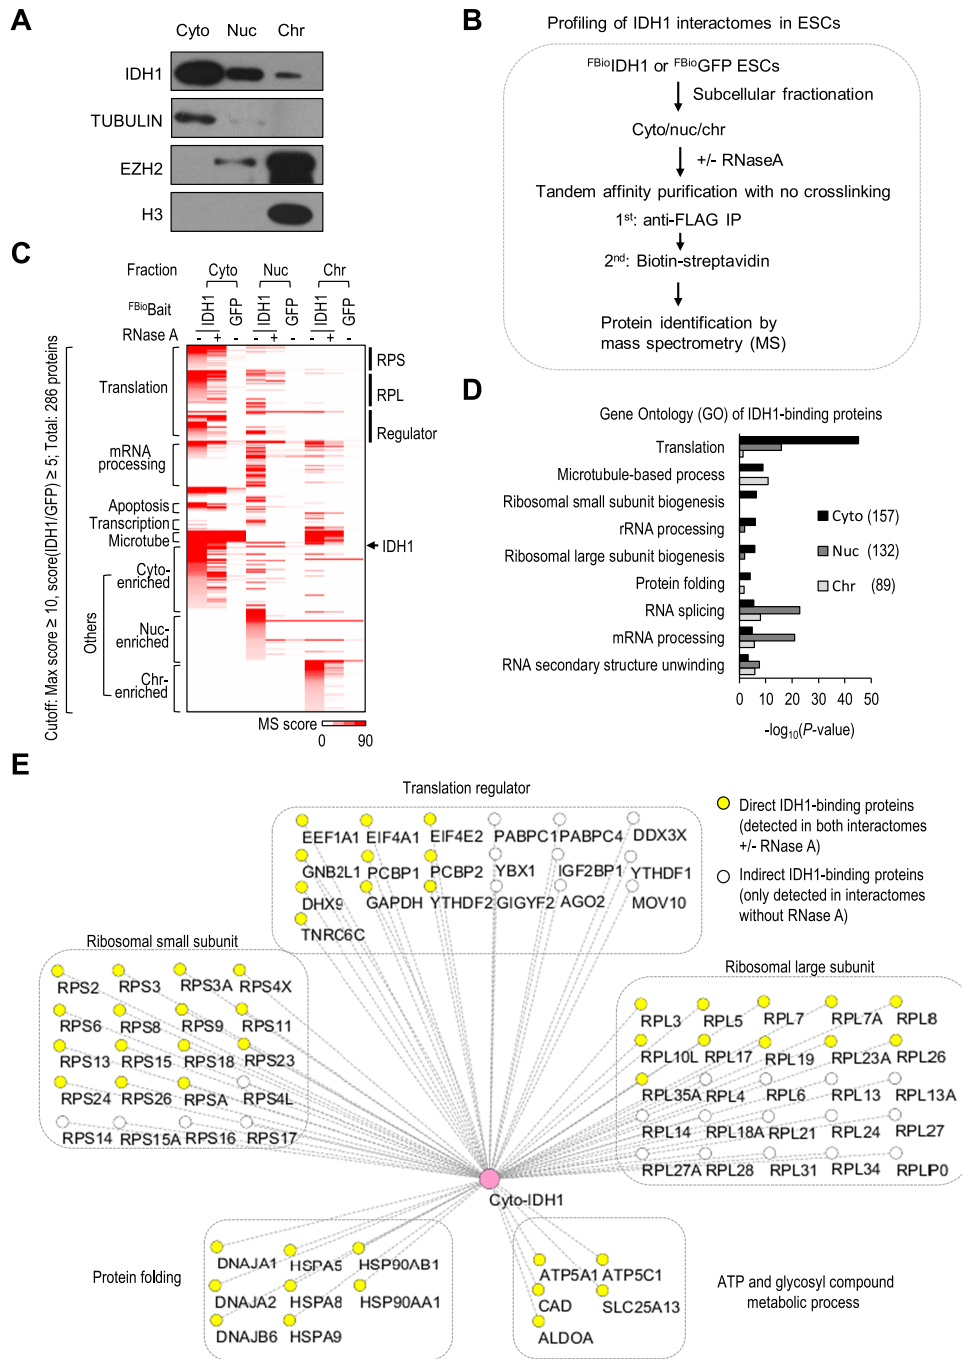 A
Cyto Nuc Chr
IDH1
TUBULIN
EZH2
H3
B
Profiling of IDH1 interactomes in ESCs
FBioIDH1 or FBioGFP ESCs
Subcellular fractionation
Cyto/nuc/chr
+/- RNaseA
Tandem affinity purification with no crosslinking
1st: anti-FLAG IP
2nd: Biotin-streptavidin
Protein identification by
mass spectrometry (MS)
C
Fraction Cyto Nuc Chr
FBioBait IDH1 GFP IDH1 GFP IDH1 GFP
RNase A - + - - + - - + -
Cutoff: Max score ≥ 10, score(IDH1/GFP) ≥ 5; Total: 286 proteins
Translation
mRNA
processing
Apoptosis
Transcription
Microtube
Others
Cyto-
enriched
Nuc-
enriched
Chr-
enriched
RPS
RPL
Regulator
IDH1
MS score
0 90
D
Gene Ontology (GO) of IDH1-binding proteins
Translation
Microtubule-based process
Ribosomal small subunit biogenesis
rRNA processing
Ribosomal large subunit biogenesis
Protein folding
RNA splicing
mRNA processing
RNA secondary structure unwinding
Cyto (157)
Nuc (132)
Chr (89)
0 10 20 30 40 50
-log10(P-value)
E
Translation regulator
EEF1A1 EIF4A1 EIF4E2 PABPC1 PABPC4 DDX3X
GNB2L1 PCBP1 PCBP2 YBX1 IGF2BP1 YTHDF1
DHX9 GAPDH YTHDF2 GIGYF2 AGO2 MOV10
TNRC6C
Direct IDH1-binding proteins
(detected in both interactomes
+/- RNase A)
Indirect IDH1-binding proteins
(only detected in interactomes
without RNase A)
Ribosomal small subunit
RPS2 RPS3 RPS3A RPS4X
RPS6 RPS8 RPS9 RPS11
RPS13 RPS15 RPS18 RPS23
RPS24 RPS26 RPSA RPS4L
RPS14 RPS15A RPS16 RPS17
Ribosomal large subunit
RPL3 RPL5 RPL7 RPL7A RPL8
RPL10L RPL17 RPL19 RPL23A RPL26
RPL35A RPL4 RPL6 RPL13 RPL13A
RPL14 RPL18A RPL21 RPL24 RPL27
RPL27A RPL28 RPL31 RPL34 RPLP0
Cyto-IDH1
Protein folding
DNAJA1 HSPA5 HSP90AB1
DNAJA2 HSPA8 HSP90AA1
DNAJB6 HSPA9
ATP5A1 ATP5C1
CAD SLC25A13
ALDOA
ATP and glycosyl compound
metabolic process